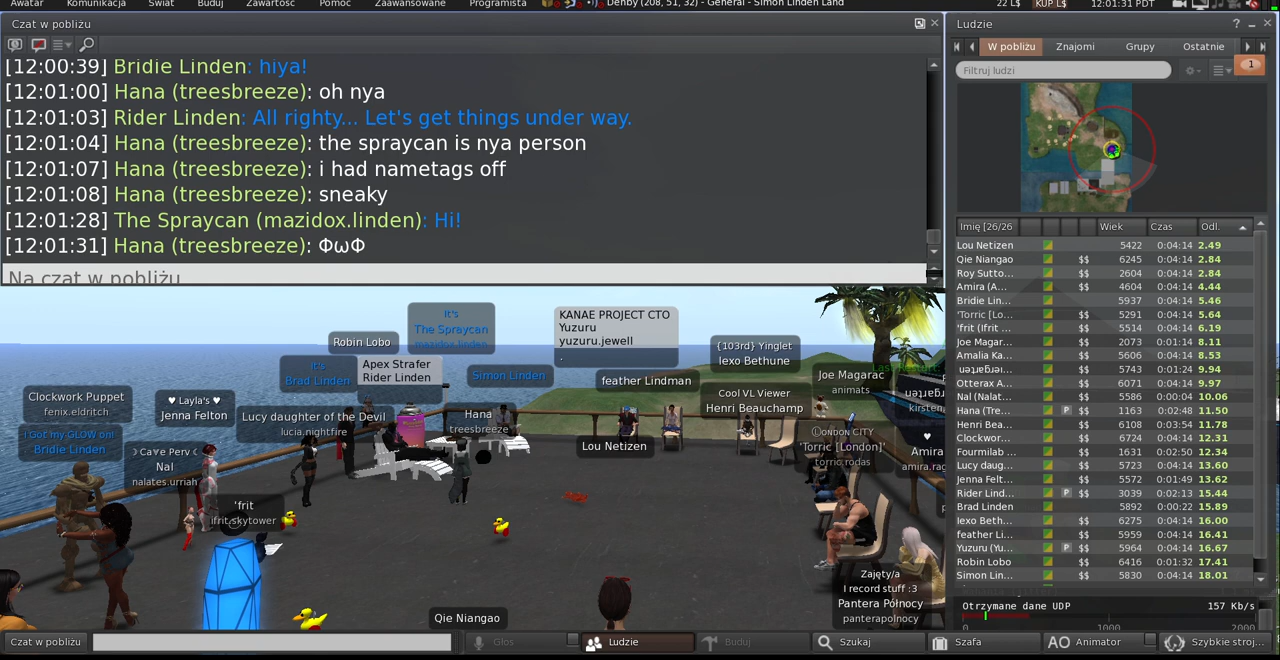 Awatar Komunikacja Świat Buduj Zawartość Pomoc Zaawansowane Programista Denby (208, 51, 32) - General - Simon Linden Land 22 L$ KUP L$ 12:01:31 PDT
Czat w pobliżu
[12:00:39] Bridie Linden: hiya!
[12:01:00] Hana (treesbreeze): oh nya
[12:01:03] Rider Linden: All righty... Let's get things under way.
[12:01:04] Hana (treesbreeze): the spraycan is nya person
[12:01:07] Hana (treesbreeze): i had nametags off
[12:01:08] Hana (treesbreeze): sneaky
[12:01:28] The Spraycan (mazidox.linden): Hi!
[12:01:31] Hana (treesbreeze): ΦωΦ
Na czat w pobliżu
Ludzie
W pobliżu Znajomi Grupy Ostatnie
Filtruj ludzi
1
Imię [26/26 Wiek Czas Odl.
Lou Netizen 5422 0:04:14 2.49
Qie Niangao $$ 6245 0:04:14 2.84
Roy Sutto... $$ 2604 0:04:14 2.84
Amira (A... $$ 4604 0:04:14 4.44
Bridie Lin... 5937 0:04:14 5.46
'Torric [Lo... $$ 5291 0:04:14 5.64
'frit (Ifrit ... $$ 5514 0:04:14 6.19
Joe Magar... $$ 2073 0:01:14 8.11
Amalia Ka... $$ 5606 0:04:14 8.53
$$ 5743 0:01:24 9.94
Otterax A... $$ 6071 0:04:14 9.97
Nal (Nalat... $$ 5586 0:00:04 10.06
Hana (Tre... P $$ 1163 0:02:48 11.50
Henri Bea... $$ 6108 0:03:54 11.78
Clockwor... $$ 6724 0:04:14 12.31
Fourmilab ... $$ 1631 0:02:50 12.34
Lucy daug... $$ 5723 0:04:14 13.60
Jenna Felt... $$ 1572 0:01:49 13.62
Rider Lind... P $$ 3039 0:02:13 15.44
Brad Linden 5892 0:00:22 15.89
Iexo Beth... $$ 6275 0:04:14 16.00
feather Li... $$ 5959 0:04:14 16.41
Yuzuru (Yu... P $$ 5964 0:04:14 16.67
Robin Lobo $$ 6416 0:01:32 17.41
Simon Lin... $$ 5830 0:04:14 18.01
Otrzymane dane UDP 157 Kb/s
0 1000 2000
It's
The Spraycan
mazidox.linden
Robin Lobo
KANAE PROJECT CTO
Yuzuru
yuzuru.jewell
.
{103rd} Yinglet
Iexo Bethune
It's
Brad Linden
Apex Strafer
Rider Linden
Simon Linden
feather Lindman
Joe Magarac
animats
Clockwork Puppet
fenix.eldritch
♥ Layla's ♥
Jenna Felton
Lucy daughter of the Devil
lucia.nightfire
Hana
treesbreeze
Cool VL Viewer
Henri Beauchamp
kirsten.
I Got my GLOW on!
Bridie Linden
☽Ca√e Perv☾
Nal
nalates.urriah
Lou Netizen
ⓁONDON CITY
'Torric [London]'
torric.rodas
♥
Amira
amira.rag
'frit
ifrit.skytower
Zajęty/a
I record stuff :3
Pantera Północy
panterapolnocy
Qie Niangao
Czat w pobliżu Głos Ludzie Buduj Szukaj Szafa AO Animator Szybkie stroj...